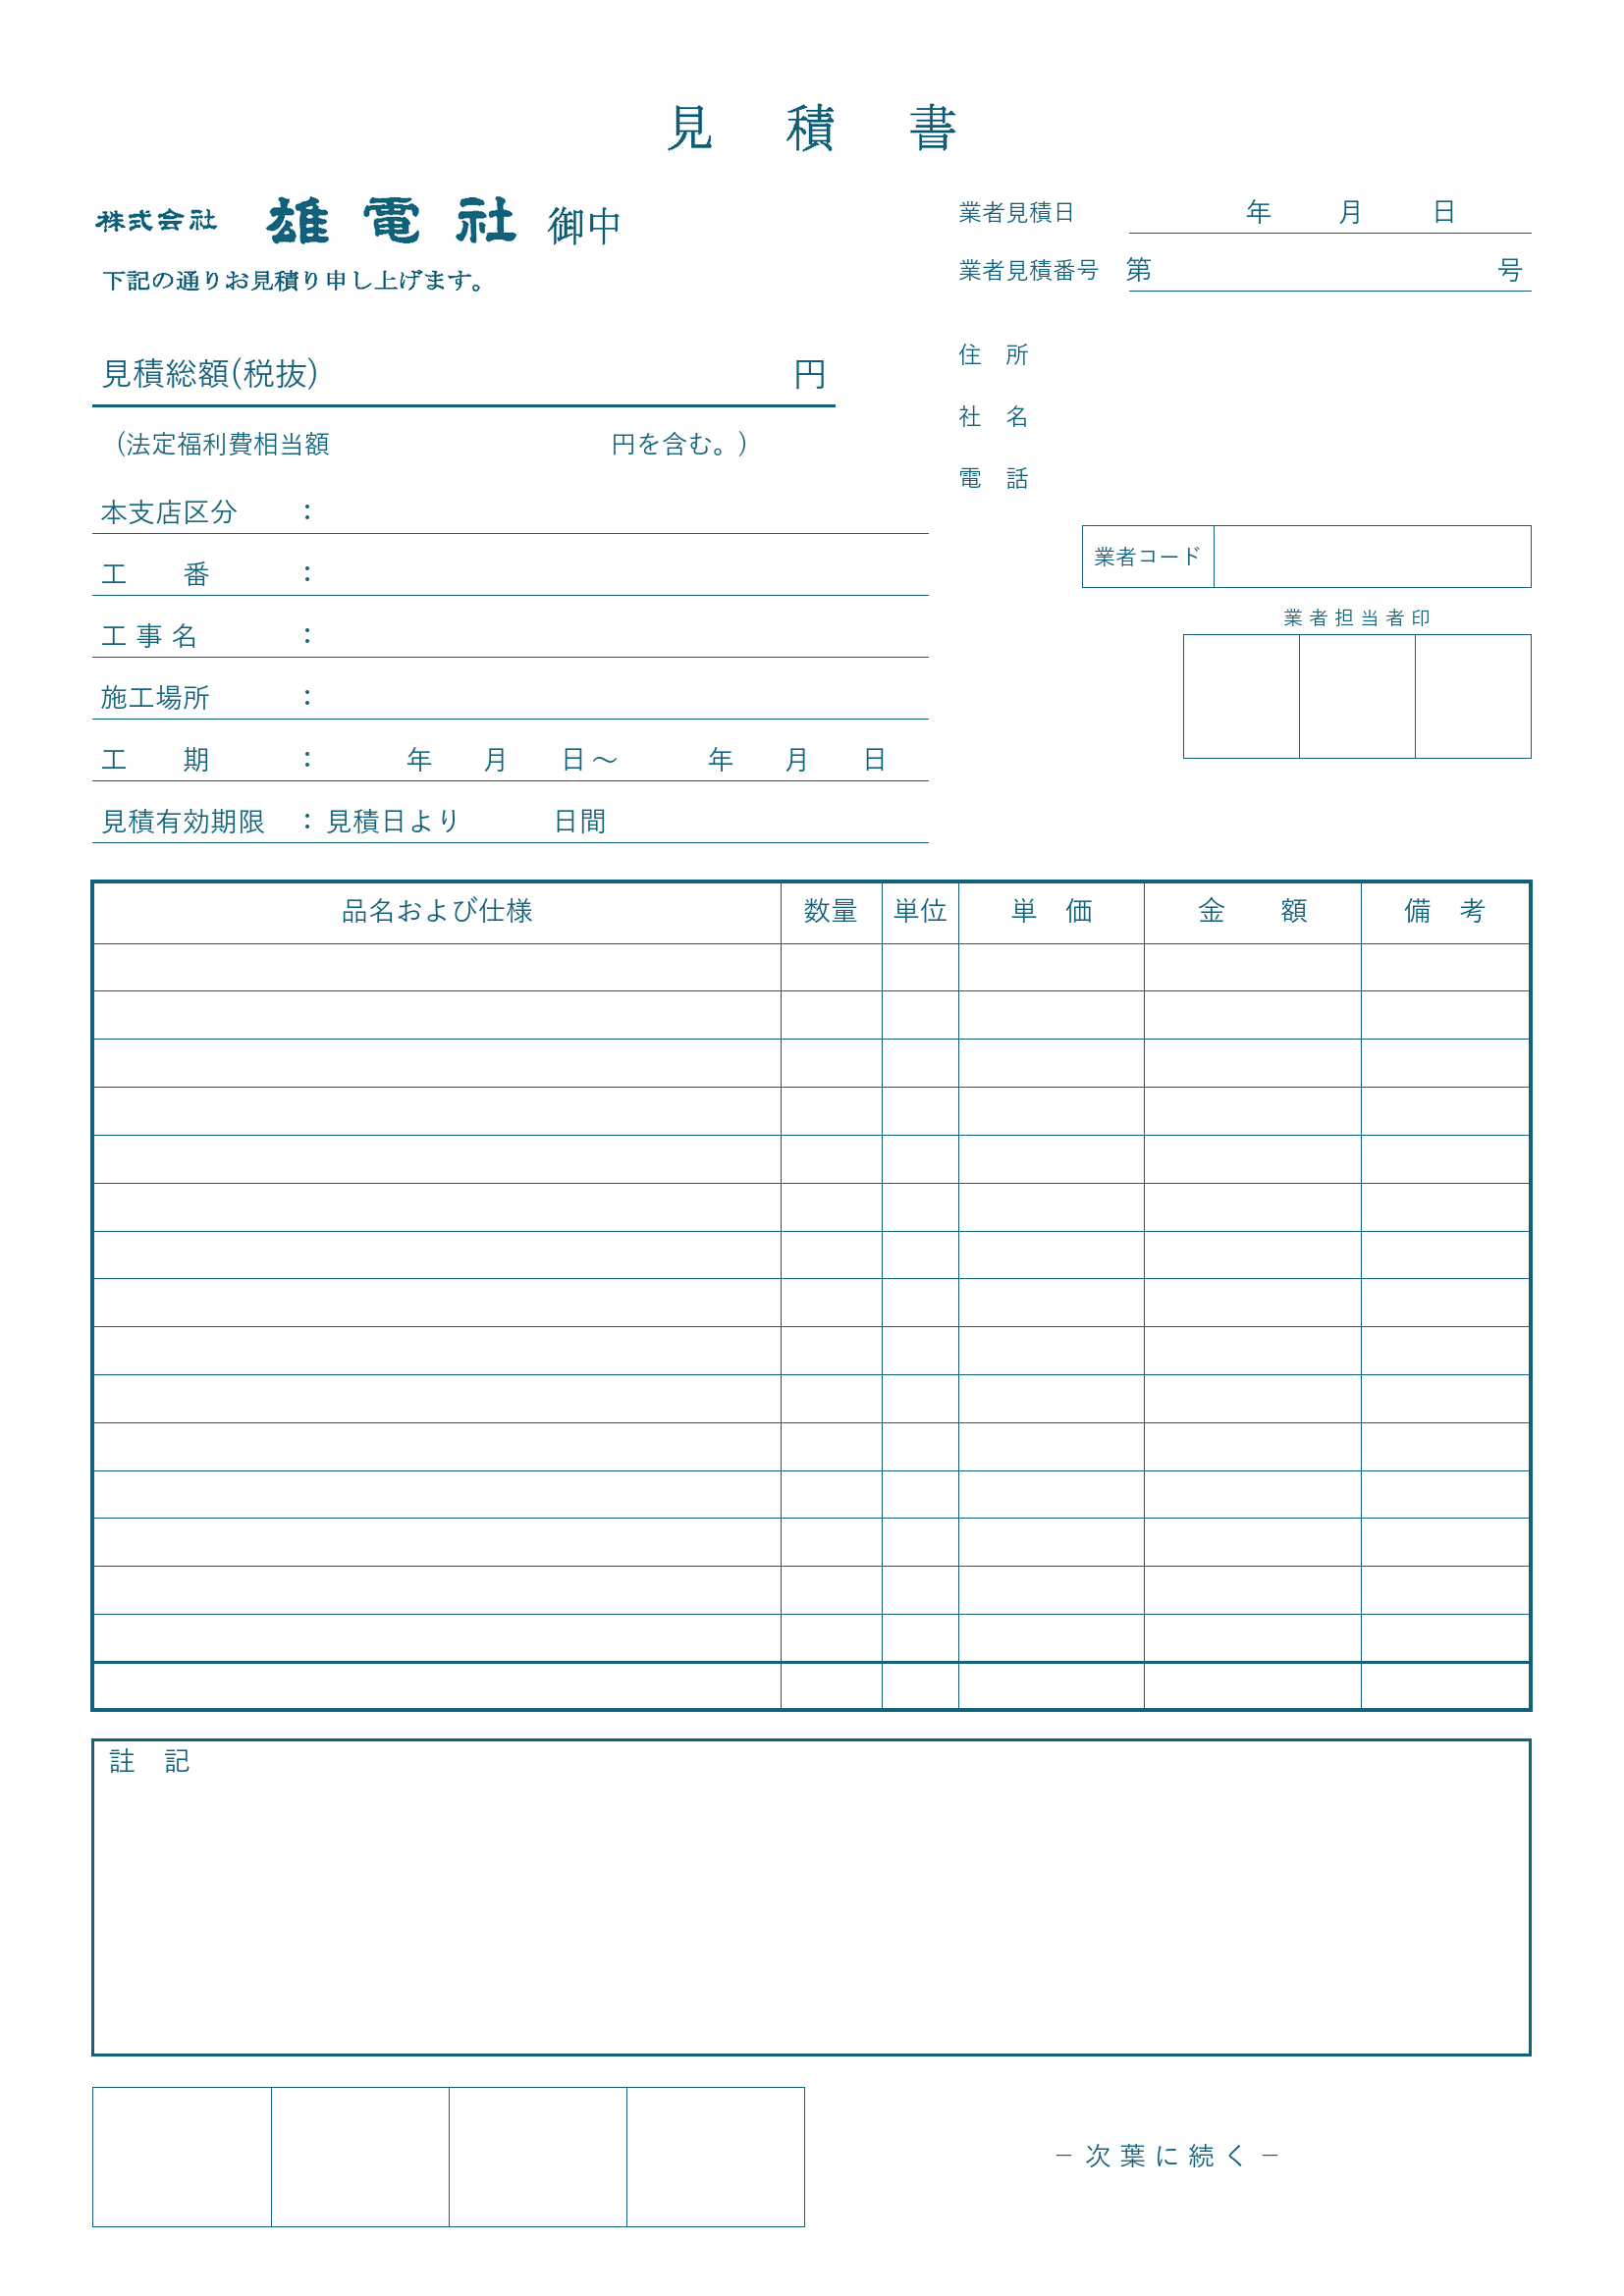 見 積 書
株式会社 雄電社 御中
下記の通りお見積り申し上げます。
業者見積日 年 月 日
業者見積番号 第 号
見積総額(税抜) 円
（法定福利費相当額 円を含む。）
住 所
社 名
電 話
本支店区分 ：
工 番 ：
工事名 ：
施工場所 ：
工 期 ： 年 月 日～ 年 月 日
見積有効期限 ：見積日より 日間
業者コード
業者担当者印
品名および仕様 数量 単位 単 価 金 額 備 考
註 記
－次葉に続く－